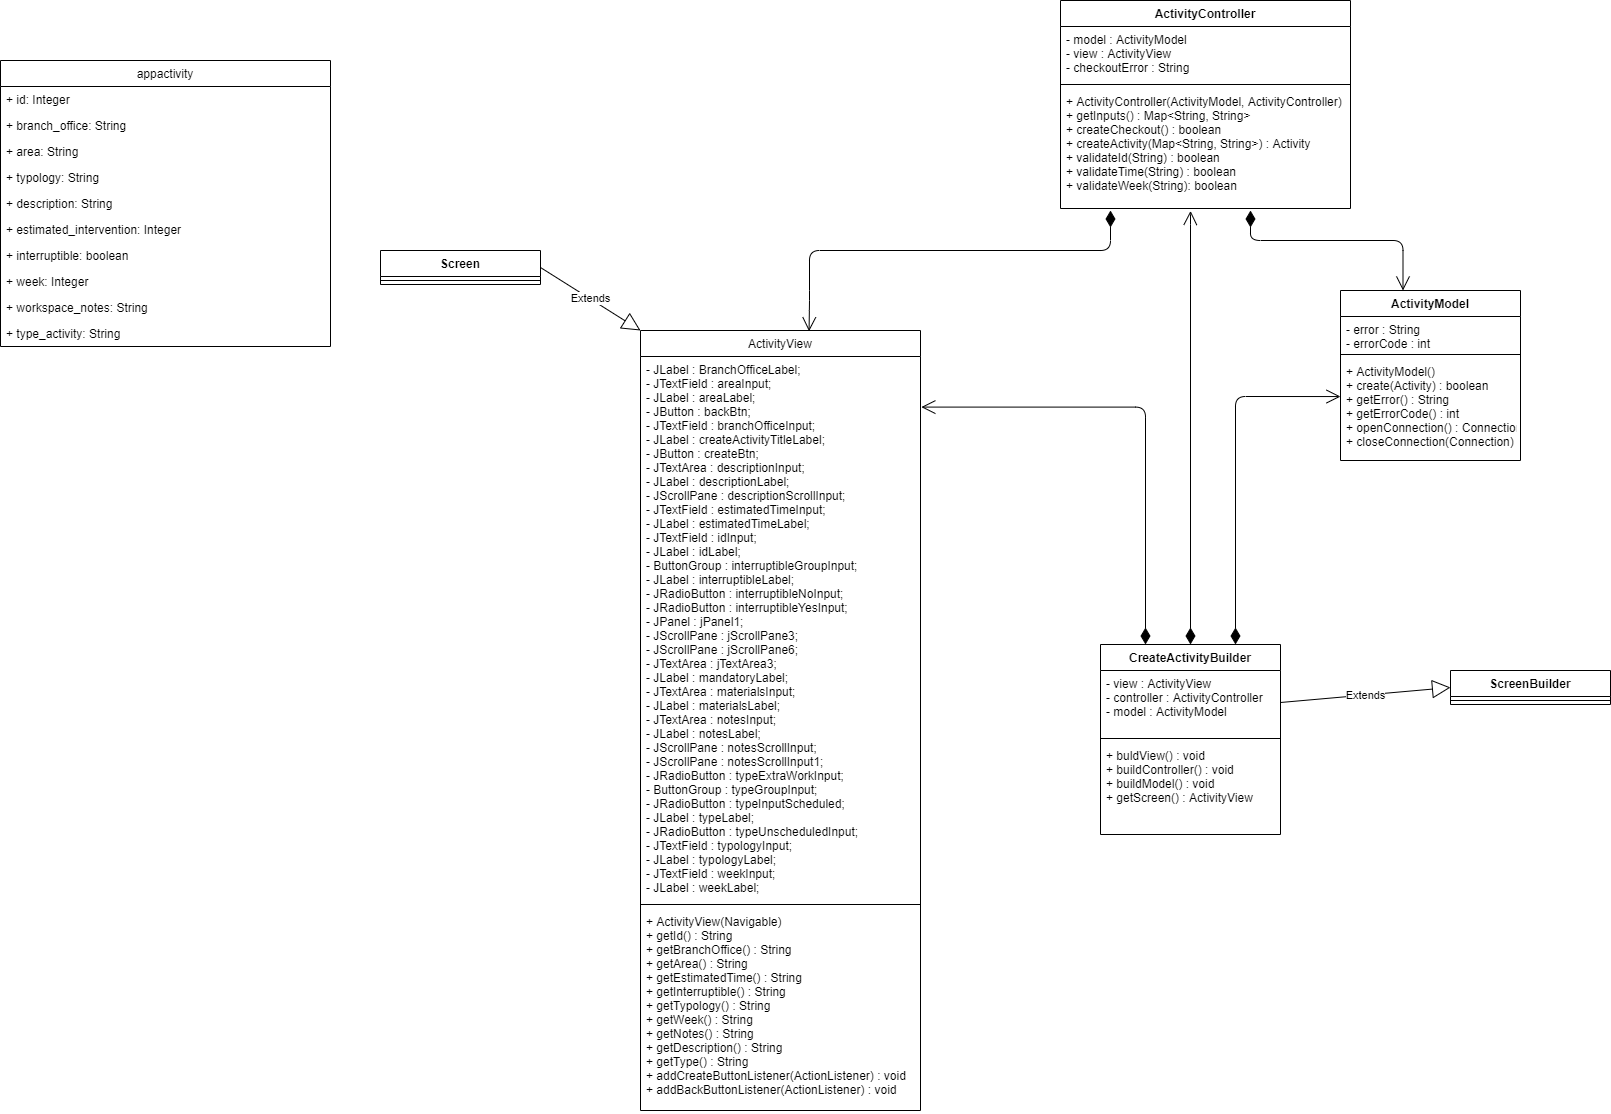 ActivityController
- model : ActivityModel
- view : ActivityView
- checkoutError : String
+ ActivityController(ActivityModel, ActivityController)
+ getInputs() : Map<String, String>
+ createCheckout() : boolean
+ createActivity(Map<String, String>) : Activity
+ validateId(String) : boolean
+ validateTime(String) : boolean
+ validateWeek(String): boolean
appactivity
+ id: Integer
+ branch_office: String
+ area: String
+ typology: String
+ description: String
+ estimated_intervention: Integer
+ interruptible: boolean
+ week: Integer
+ workspace_notes: String
+ type_activity: String
Screen
Extends
ActivityModel
- error : String
- errorCode : int
+ ActivityModel()
+ create(Activity) : boolean
+ getError() : String
+ getErrorCode() : int
+ openConnection() : Connectio
+ closeConnection(Connection)
ActivityView
- JLabel : BranchOfficeLabel;
- JTextField : areaInput;
- JLabel : areaLabel;
- JButton : backBtn;
- JTextField : branchOfficeInput;
- JLabel : createActivityTitleLabel;
- JButton : createBtn;
- JTextArea : descriptionInput;
- JLabel : descriptionLabel;
- JScrollPane : descriptionScrollInput;
- JTextField : estimatedTimeInput;
- JLabel : estimatedTimeLabel;
- JTextField : idInput;
- JLabel : idLabel;
- ButtonGroup : interruptibleGroupInput;
- JLabel : interruptibleLabel;
- JRadioButton : interruptibleNoInput;
- JRadioButton : interruptibleYesInput;
- JPanel : jPanel1;
- JScrollPane : jScrollPane3;
- JScrollPane : jScrollPane6;
- JTextArea : jTextArea3;
- JLabel : mandatoryLabel;
- JTextArea : materialsInput;
- JLabel : materialsLabel;
- JTextArea : notesInput;
- JLabel : notesLabel;
- JScrollPane : notesScrollInput;
- JScrollPane : notesScrollInput1;
- JRadioButton : typeExtraWorkInput;
- ButtonGroup : typeGroupInput;
- JRadioButton : typeInputScheduled;
- JLabel : typeLabel;
- JRadioButton : typeUnscheduledInput;
- JTextField : typologyInput;
- JLabel : typologyLabel;
- JTextField : weekInput;
- JLabel : weekLabel;
+ ActivityView(Navigable)
+ getId() : String
+ getBranchOffice() : String
+ getArea() : String
+ getEstimatedTime() : String
+ getInterruptible() : String
+ getTypology() : String
+ getWeek() : String
+ getNotes() : String
+ getDescription() : String
+ getType() : String
+ addCreateButtonListener(ActionListener) : void
+ addBackButtonListener(ActionListener) : void
CreateActivityBuilder
- view : ActivityView
- controller : ActivityController
- model : ActivityModel
+ buldView() : void
+ buildController() : void
+ buildModel() : void
+ getScreen() : ActivityView
Extends
ScreenBuilder